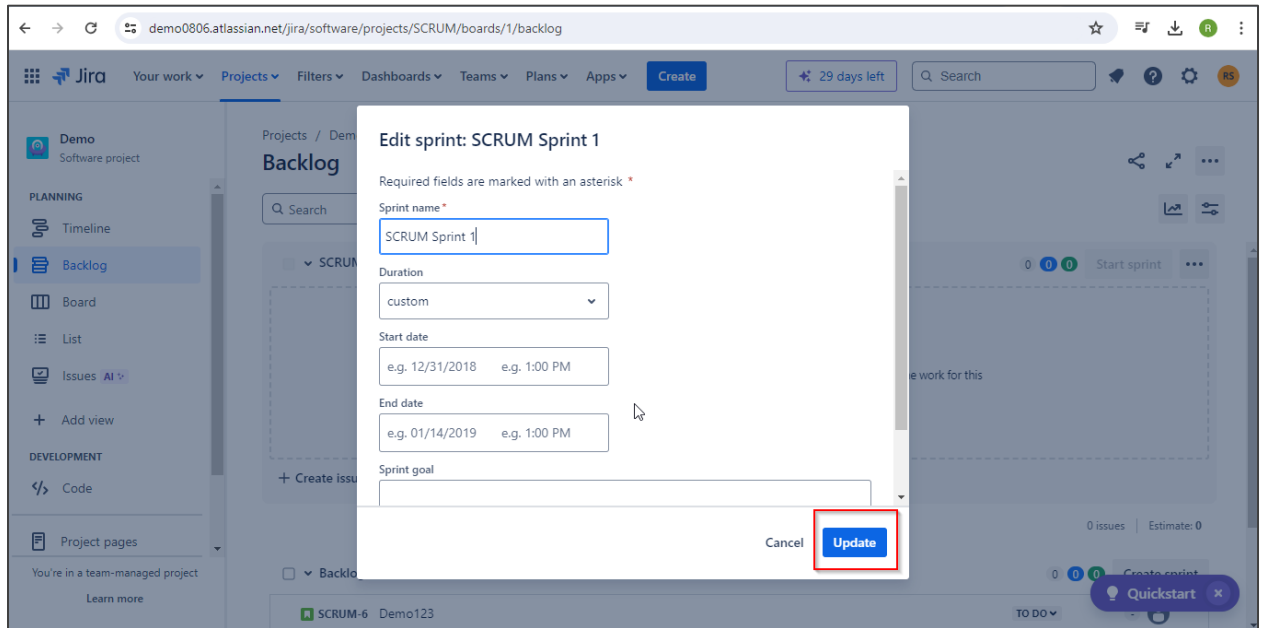 demo0806.atlassian.net/jira/software/projects/SCRUM/boards/1/backlog
R
Jira Your work Projects Filters Dashboards Teams Plans Apps Create 29 days left Search RS
Demo
Software project
PLANNING
Timeline
Backlog
Board
List
Issues AI
+ Add view
DEVELOPMENT
</> Code
Project pages
You're in a team-managed project
Learn more
Projects / Dem
Backlog
Search
SCRUM
0 0 0 Start sprint
e work for this
+ Create issu
0 issues Estimate: 0
Backlo
0 0 0 Create sprint
SCRUM-6 Demo123 TO DO -
Edit sprint: SCRUM Sprint 1
Required fields are marked with an asterisk *
Sprint name *
SCRUM Sprint 1
Duration
custom
Start date
e.g. 12/31/2018 e.g. 1:00 PM
End date
e.g. 01/14/2019 e.g. 1:00 PM
Sprint goal
Cancel Update
Quickstart